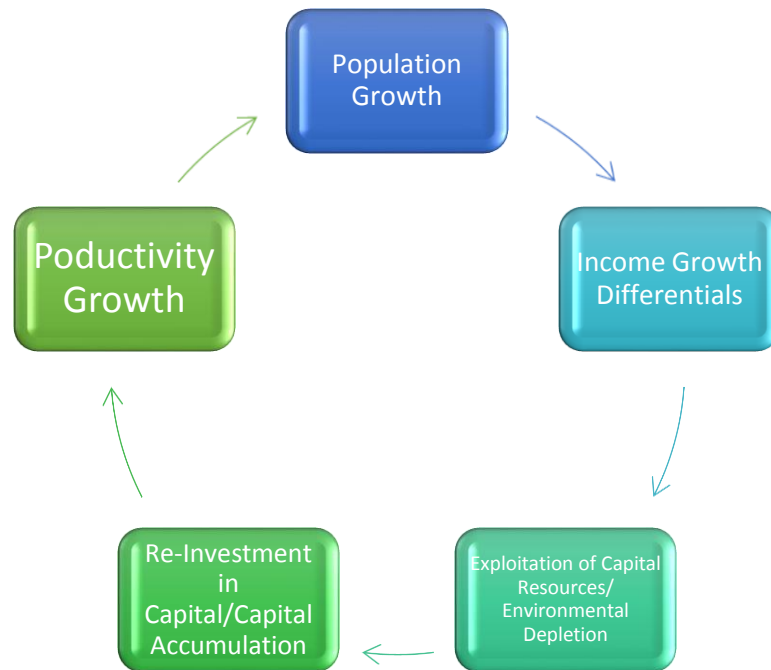 Population
Growth
Income Growth
Differentials
Exploitation of Capital
Resources/
Environmental
Depletion
Re-Investment
in
Capital/Capital
Accumulation
Poductivity
Growth